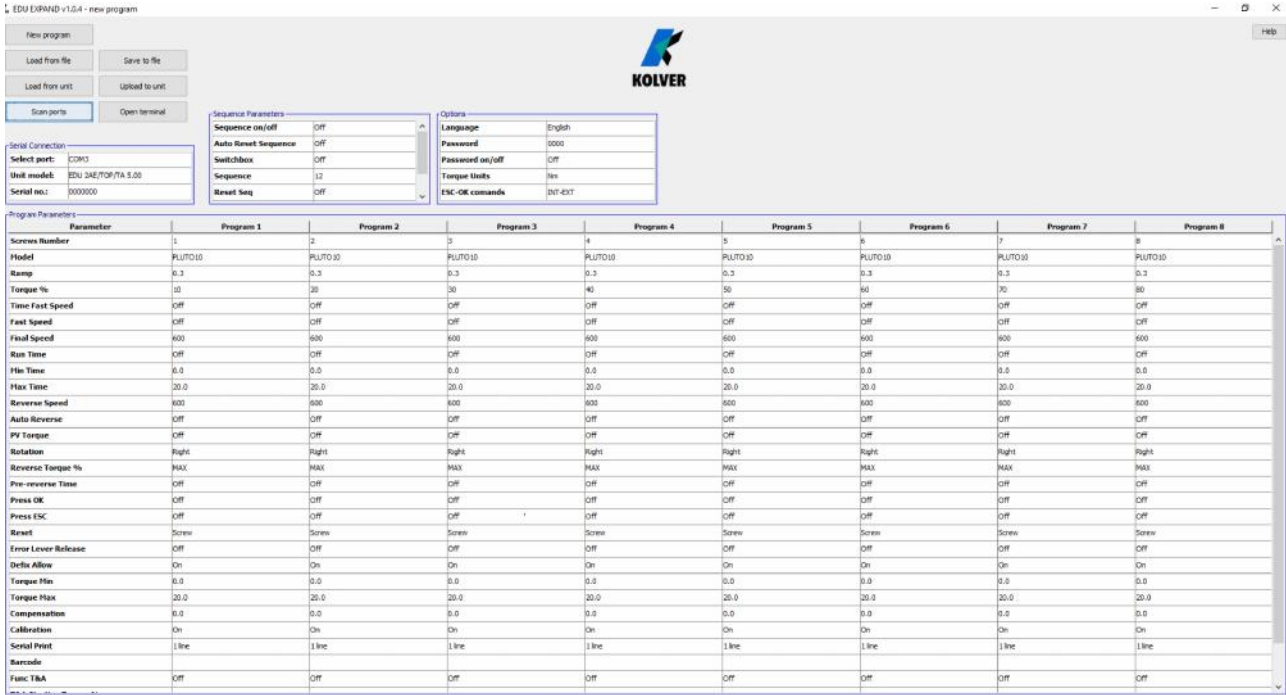 EDU EXPAND v1.0.4 - new program
New program
Help
Load from file Save to file
Load from unit Upload to unit
KOLVER
Scan ports Open terminal
Sequence Parameters
Options
Sequence on/off Off
Language English
Auto Reset Sequence Off
Password 0000
Serial Connection
Select port: COM3
Switchbox Off
Password on/off Off
Unit model: EDU 2AE/TOP/TA 5.00
Sequence 12
Torque Units Nm
Serial no.: 0000000
Reset Seq Off
ESC-OK comands INT-EXT
Program Parameters
Parameter Program 1 Program 2 Program 3 Program 4 Program 5 Program 6 Program 7 Program 8
Screws Number 1 2 3 4 5 6 7 8
Model PLUTO10 PLUTO10 PLUTO10 PLUTO10 PLUTO10 PLUTO10 PLUTO10 PLUTO10
Ramp 0.3 0.3 0.3 0.3 0.3 0.3 0.3 0.3
Torque % 10 20 30 40 50 60 70 80
Time Fast Speed Off Off Off Off Off Off Off Off
Fast Speed Off Off Off Off Off Off Off Off
Final Speed 600 600 600 600 600 600 600 600
Run Time Off Off Off Off Off Off Off Off
Min Time 0.0 0.0 0.0 0.0 0.0 0.0 0.0 0.0
Max Time 20.0 20.0 20.0 20.0 20.0 20.0 20.0 20.0
Reverse Speed 600 600 600 600 600 600 600 600
Auto Reverse Off Off Off Off Off Off Off Off
PV Torque Off Off Off Off Off Off Off Off
Rotation Right Right Right Right Right Right Right Right
Reverse Torque % MAX MAX MAX MAX MAX MAX MAX MAX
Pre-reverse Time Off Off Off Off Off Off Off Off
Press OK Off Off Off Off Off Off Off Off
Press ESC Off Off Off Off Off Off Off Off
Reset Screw Screw Screw Screw Screw Screw Screw Screw
Error Lever Release Off Off Off Off Off Off Off Off
Defix Allow On On On On On On On On
Torque Min 0.0 0.0 0.0 0.0 0.0 0.0 0.0 0.0
Torque Max 20.0 20.0 20.0 20.0 20.0 20.0 20.0 20.0
Compensation 0.0 0.0 0.0 0.0 0.0 0.0 0.0 0.0
Calibration On On On On On On On On
Serial Print 1 line 1 line 1 line 1 line 1 line 1 line 1 line 1 line
Barcode
Func T&A Off Off Off Off Off Off Off Off